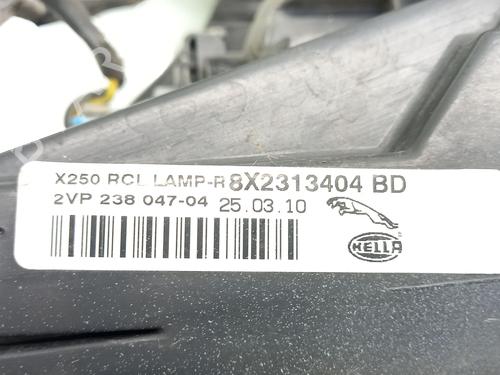 X250 RCL LAMP-R 8X2313404 BD
2VP 238 047-04 25.03.10
HELLA